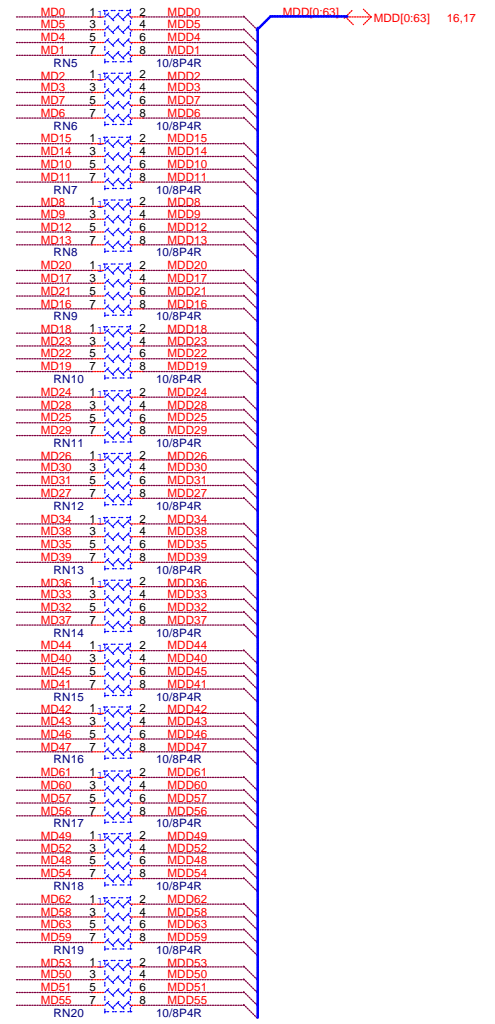 MDD[0:63] MDD[0:63] 16,17
MD0 1 1 2 MDD0
MD5 3 4 MDD5
MD4 5 6 MDD4
MD1 7 8 MDD1
RN5 10/8P4R
MD2 1 1 2 MDD2
MD3 3 4 MDD3
MD7 5 6 MDD7
MD6 7 8 MDD6
RN6 10/8P4R
MD15 1 1 2 MDD15
MD14 3 4 MDD14
MD10 5 6 MDD10
MD11 7 8 MDD11
RN7 10/8P4R
MD8 1 1 2 MDD8
MD9 3 4 MDD9
MD12 5 6 MDD12
MD13 7 8 MDD13
RN8 10/8P4R
MD20 1 1 2 MDD20
MD17 3 4 MDD17
MD21 5 6 MDD21
MD16 7 8 MDD16
RN9 10/8P4R
MD18 1 1 2 MDD18
MD23 3 4 MDD23
MD22 5 6 MDD22
MD19 7 8 MDD19
RN10 10/8P4R
MD24 1 1 2 MDD24
MD28 3 4 MDD28
MD25 5 6 MDD25
MD29 7 8 MDD29
RN11 10/8P4R
MD26 1 1 2 MDD26
MD30 3 4 MDD30
MD31 5 6 MDD31
MD27 7 8 MDD27
RN12 10/8P4R
MD34 1 1 2 MDD34
MD38 3 4 MDD38
MD35 5 6 MDD35
MD39 7 8 MDD39
RN13 10/8P4R
MD36 1 1 2 MDD36
MD33 3 4 MDD33
MD32 5 6 MDD32
MD37 7 8 MDD37
RN14 10/8P4R
MD44 1 1 2 MDD44
MD40 3 4 MDD40
MD45 5 6 MDD45
MD41 7 8 MDD41
RN15 10/8P4R
MD42 1 1 2 MDD42
MD43 3 4 MDD43
MD46 5 6 MDD46
MD47 7 8 MDD47
RN16 10/8P4R
MD61 1 1 2 MDD61
MD60 3 4 MDD60
MD57 5 6 MDD57
MD56 7 8 MDD56
RN17 10/8P4R
MD49 1 1 2 MDD49
MD52 3 4 MDD52
MD48 5 6 MDD48
MD54 7 8 MDD54
RN18 10/8P4R
MD62 1 1 2 MDD62
MD58 3 4 MDD58
MD63 5 6 MDD63
MD59 7 8 MDD59
RN19 10/8P4R
MD53 1 1 2 MDD53
MD50 3 4 MDD50
MD51 5 6 MDD51
MD55 7 8 MDD55
RN20 10/8P4R